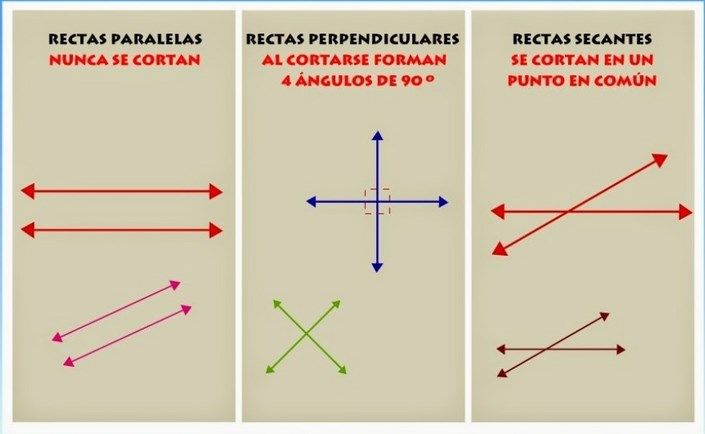 RECTAS PARALELAS
NUNCA SE CORTAN
RECTAS PERPENDICULARES
AL CORTARSE FORMAN
4 ÁNGULOS DE 90º
RECTAS SECANTES
SE CORTAN EN UN
PUNTO EN COMÚN